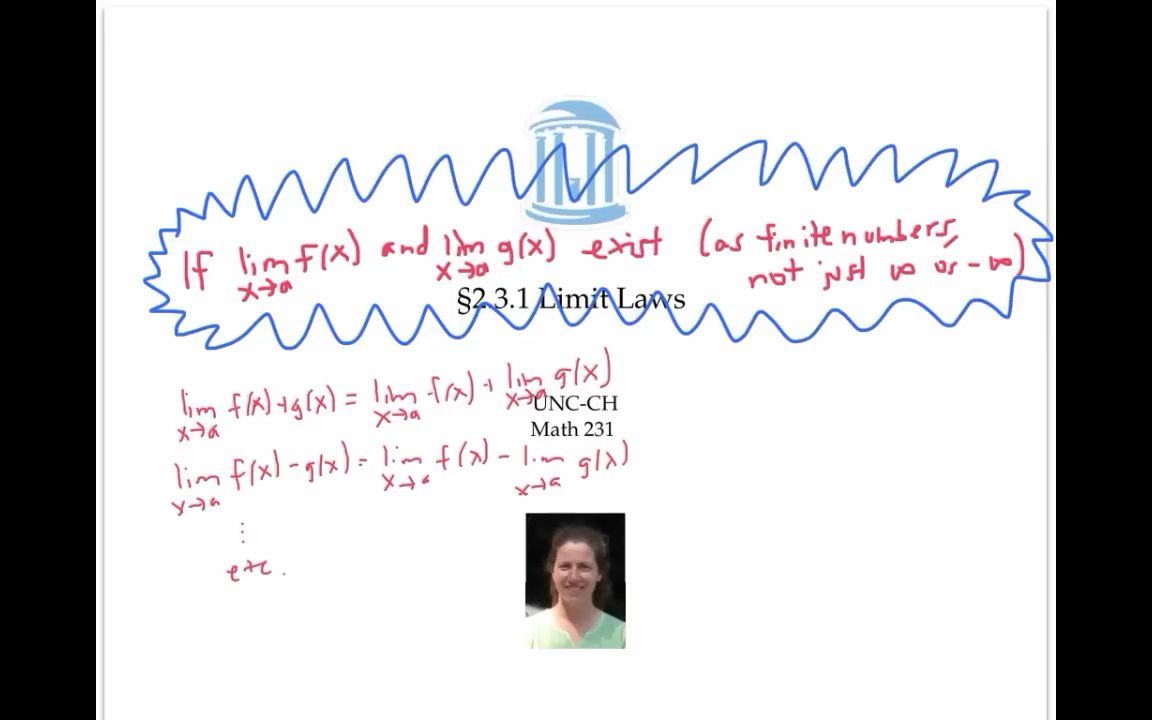 If lim x→a f(x) and lim x→a g(x) exist (as finite numbers,
not just ∞ or -∞)
§2.3.1 Limit Laws
lim x→a f(x)+g(x) = lim x→a f(x) + lim x→a g(x)
UNC-CH
Math 231
lim x→a f(x) - g(x) = lim x→a f(x) - lim x→a g(x)
⋮
etc.